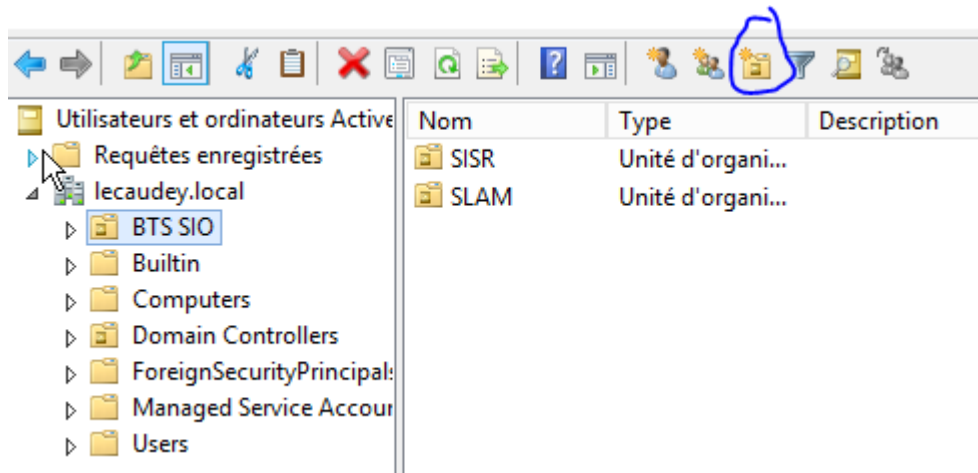 Utilisateurs et ordinateurs Active
Requêtes enregistrées
lecaudey.local
BTS SIO
Builtin
Computers
Domain Controllers
ForeignSecurityPrincipals
Managed Service Accour
Users
Nom Type Description
SISR Unité d'organi...
SLAM Unité d'organi...